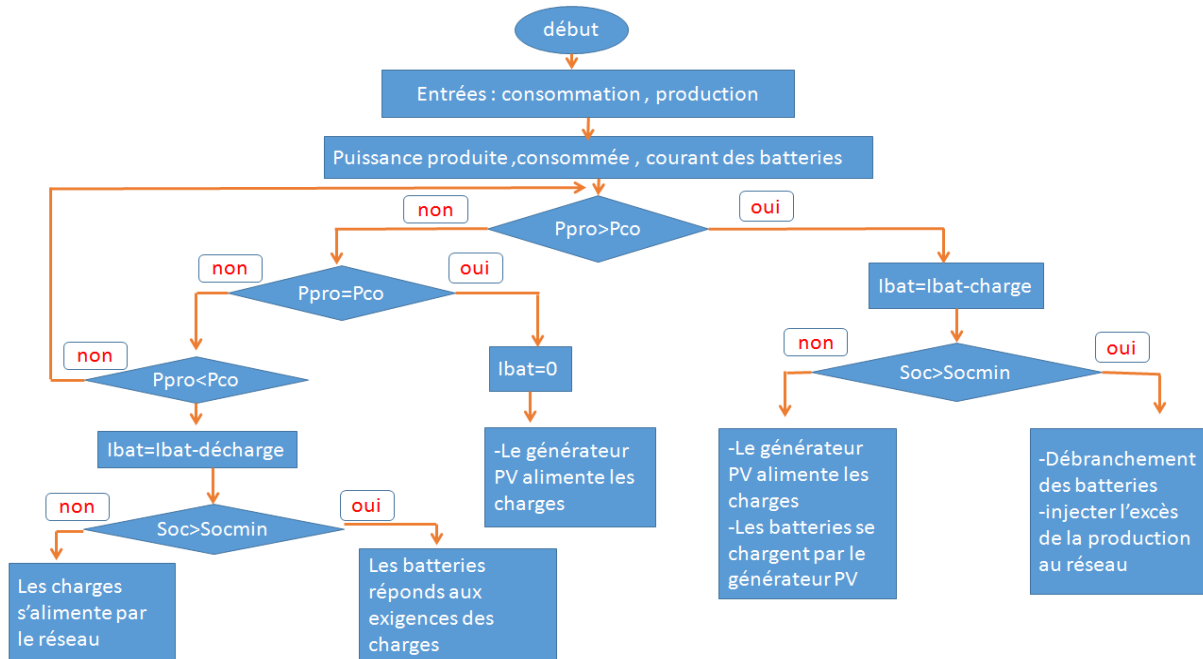 début
Entrées : consommation , production
Puissance produite ,consommée , courant des batteries
non
oui
Ppro>Pco
non
oui
Ppro=Pco
Ibat=Ibat-charge
non
Ppro<Pco
Ibat=0
non
oui
Soc>Socmin
Ibat=Ibat-décharge
-Le générateur
PV alimente les
charges
-Le générateur
PV alimente les
charges
-Les batteries se
chargent par le
générateur PV
-Débranchement
des batteries
-injecter l’excès
de la production
au réseau
non
oui
Soc>Socmin
Les charges
s’alimente par
le réseau
Les batteries
réponds aux
exigences des
charges